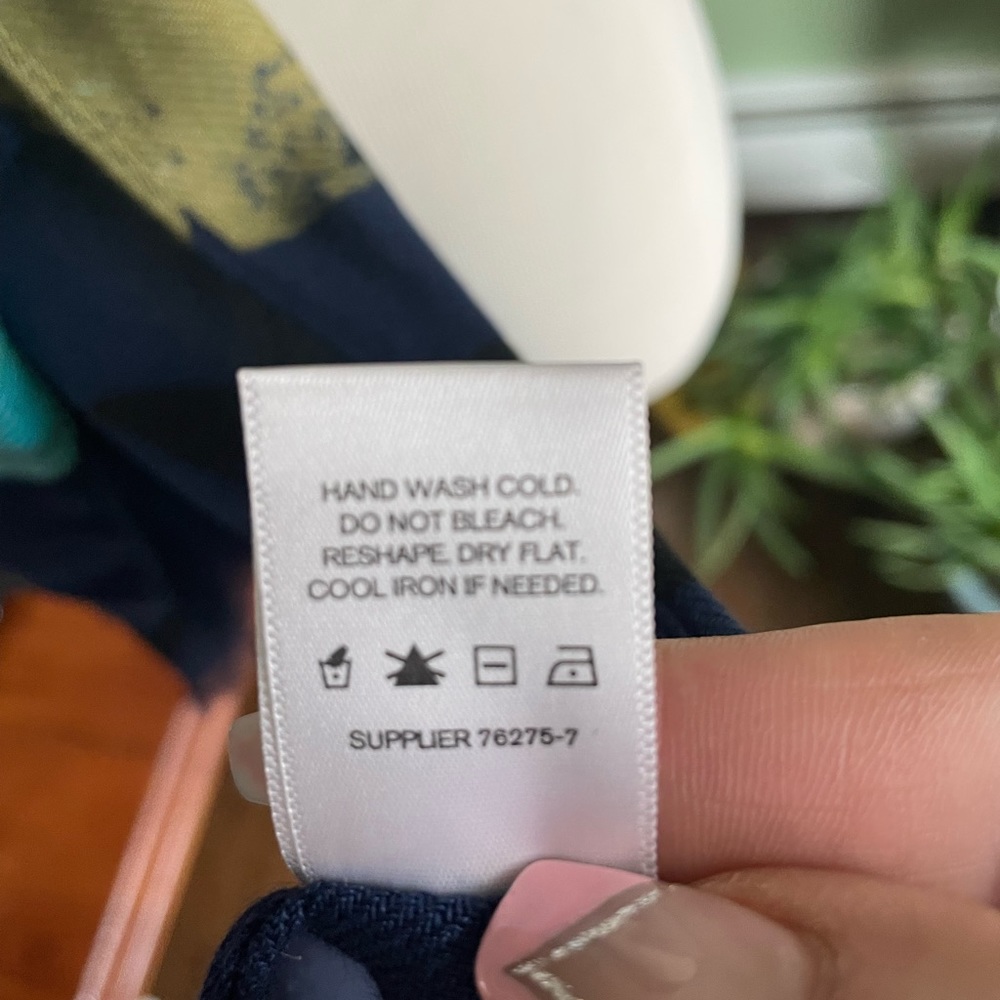 HAND WASH COLD.
DO NOT BLEACH.
RESHAPE. DRY FLAT.
COOL IRON IF NEEDED.
SUPPLIER 76275-7